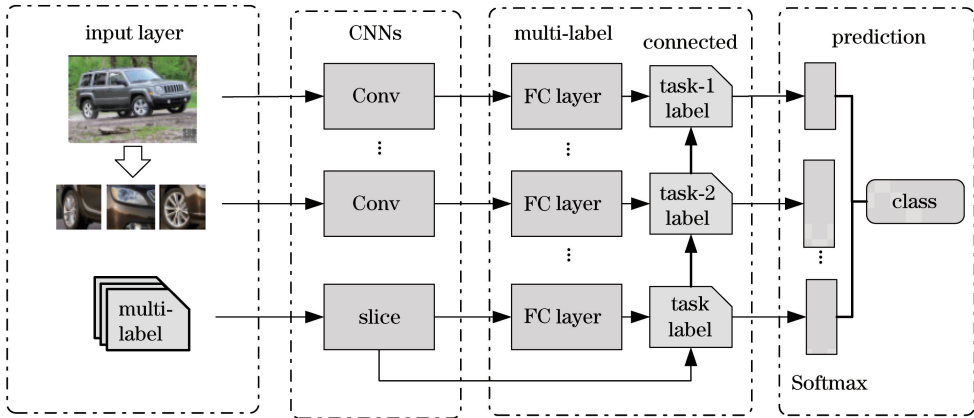 input layer
CNNs
multi-label
connected
prediction
Conv
FC layer
task-1
label
⋮
⋮
Conv
FC layer
task-2
label
class
⋮
⋮
multi-
label
slice
FC layer
task
label
Softmax